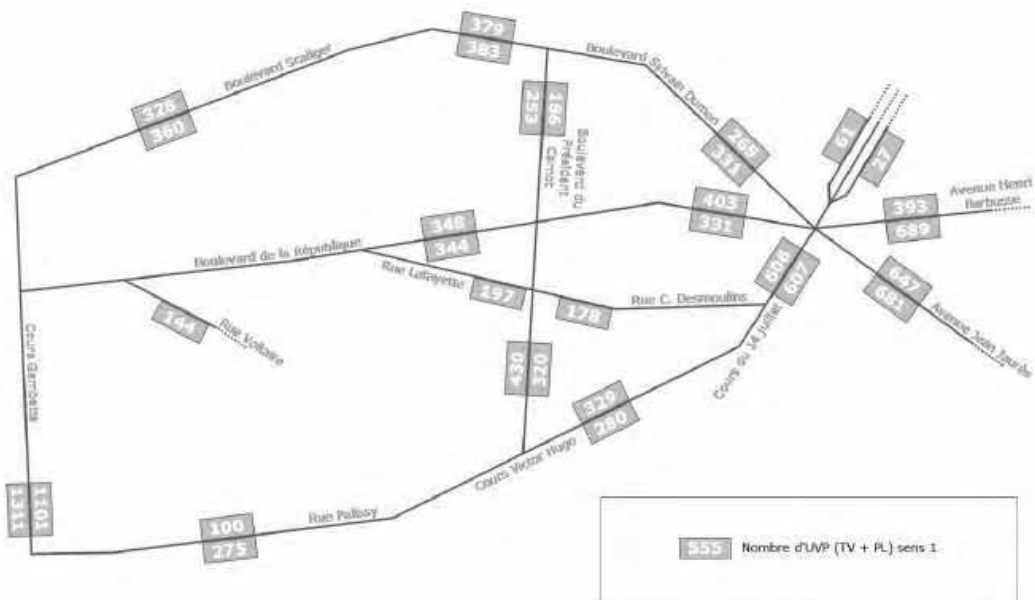 379
383
Boulevard Sylvain Dumon
Boulevard Scaliger
326
360
186
253
Boulevard du
Président
Carnot
265
331
61
27
Avenue Henri
Barbusse
403
331
393
689
348
344
Boulevard de la République
Rue Lafayette
197
178
Rue C. Desmoulins
606
607
647
681
Avenue Jean Jaurès
Cours du 14 juillet
144
Rue Voltaire
Cours Gambetta
430
320
329
280
Cours Victor Hugo
1101
1311
100
275
Rue Palissy
555 Nombre d'UVP (TV + PL) sens 1